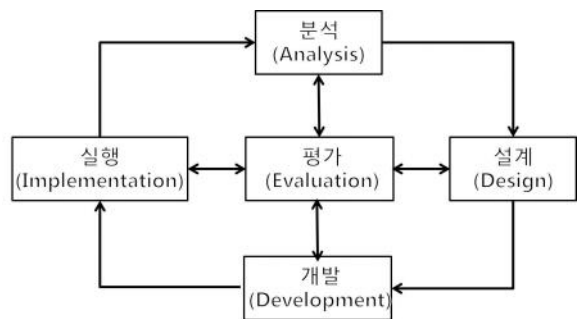 분석
(Analysis)
실행
(Implementation)
평가
(Evaluation)
설계
(Design)
개발
(Development)